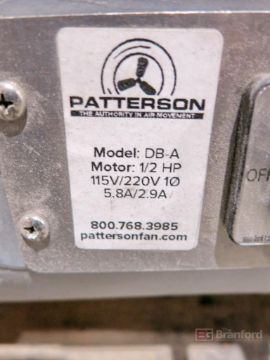 PATTERSON
THE AUTHORITY IN AIR MOVEMENT
Model: DB-A
Motor: 1/2 HP
115V/220V 1Ø
5.8A/2.9A
800.768.3985
pattersonfan.com
OFF
EG Branford